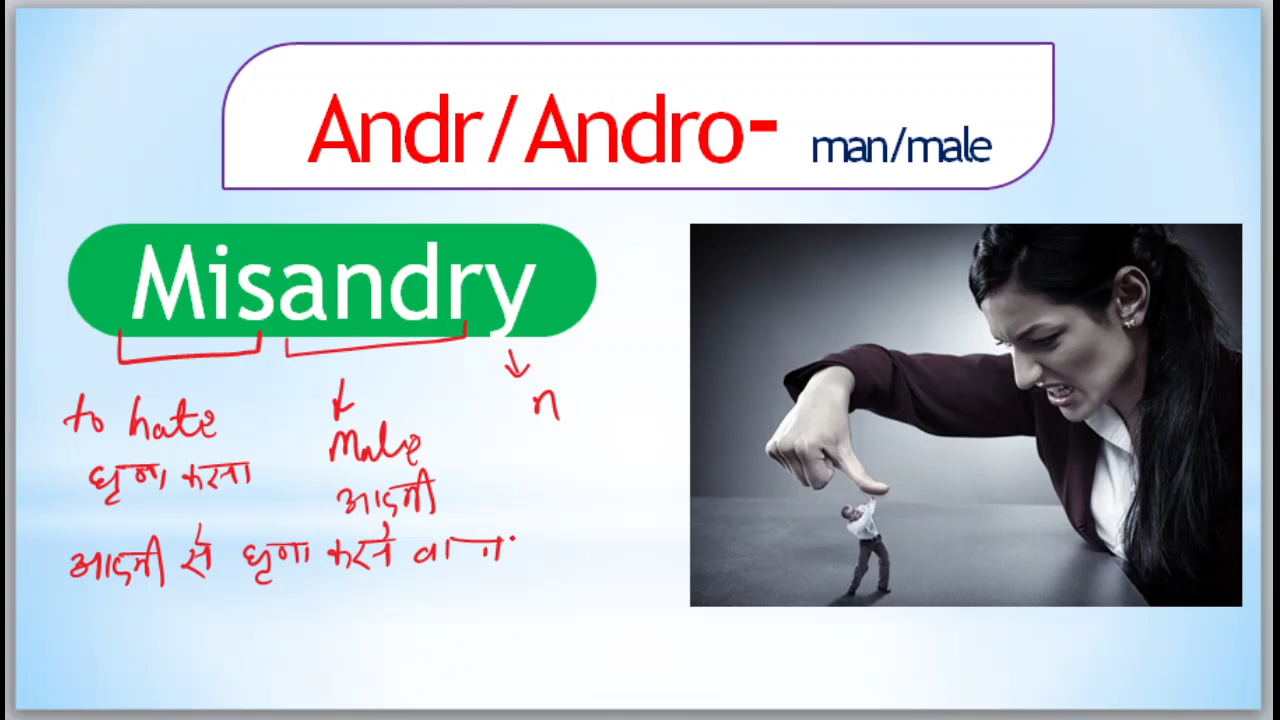 Andr/Andro- man/male
Misandry
to hate
घृणा करना
Male
आदमी
n
आदमी से घृणा करने वाला